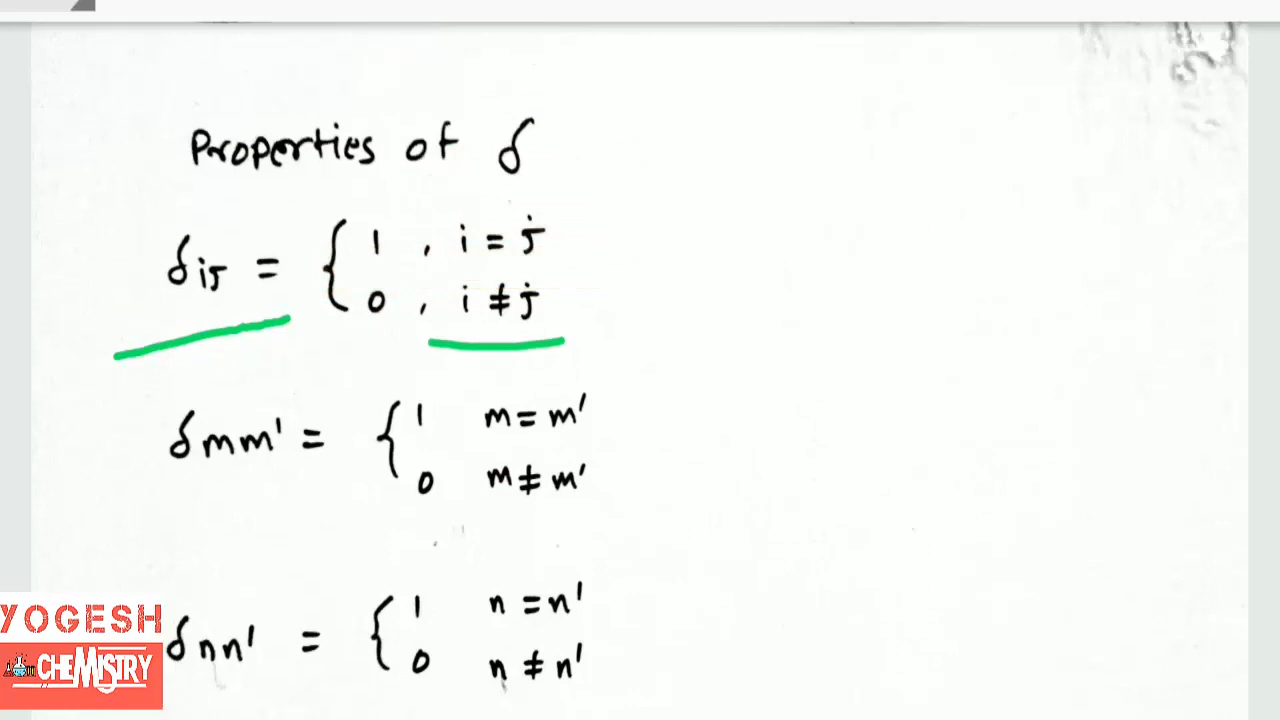 Properties of δ
δij = { 1 , i = j
0 , i ≠ j
δmm' = { 1 m = m'
0 m ≠ m'
δnn' = { 1 n = n'
0 n ≠ n'
YOGESH
CHEMISTRY